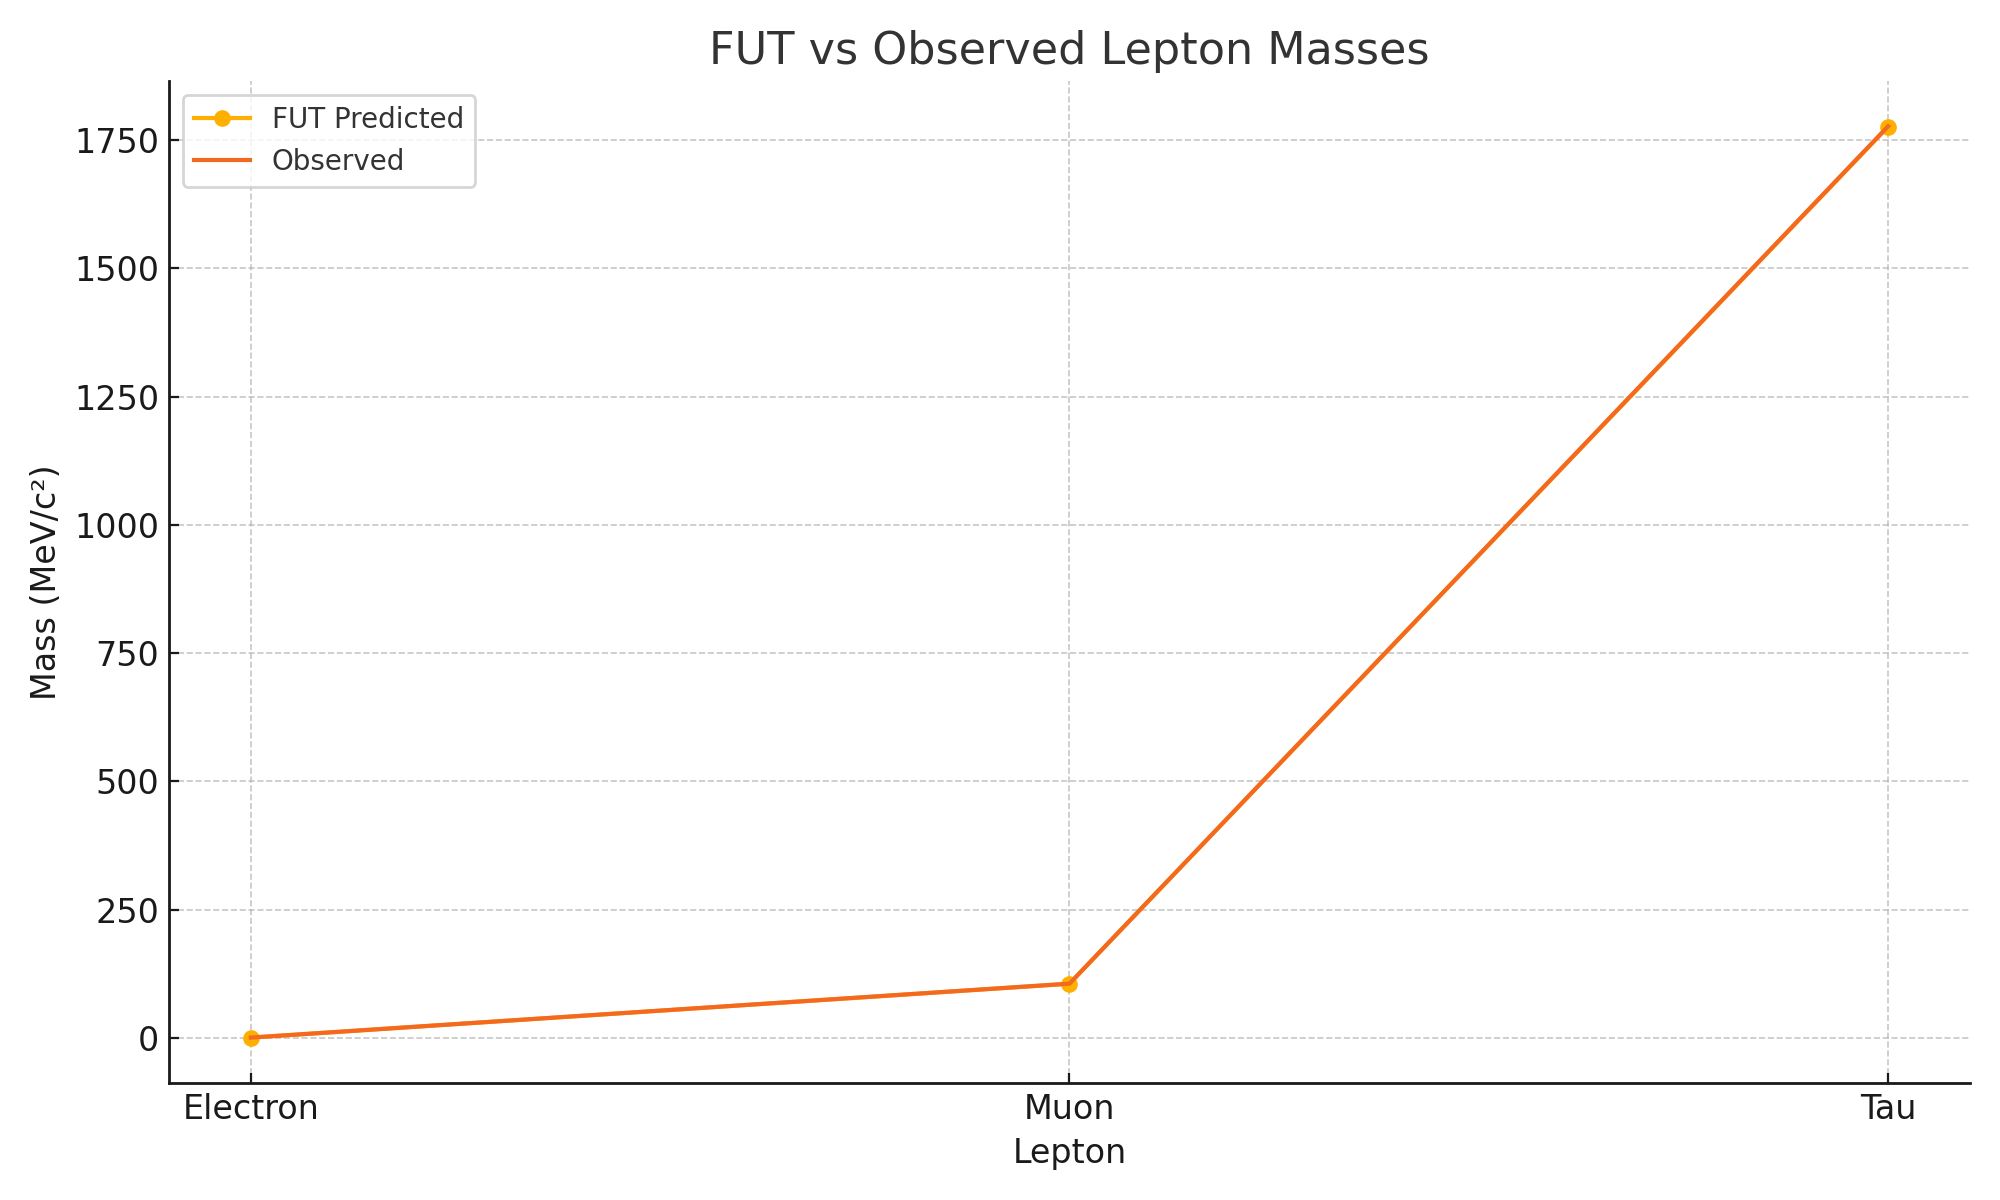 FUT vs Observed Lepton Masses
FUT Predicted
Observed
1750
1500
1250
1000
750
500
250
0
Mass (MeV/c²)
Electron Muon Tau
Lepton